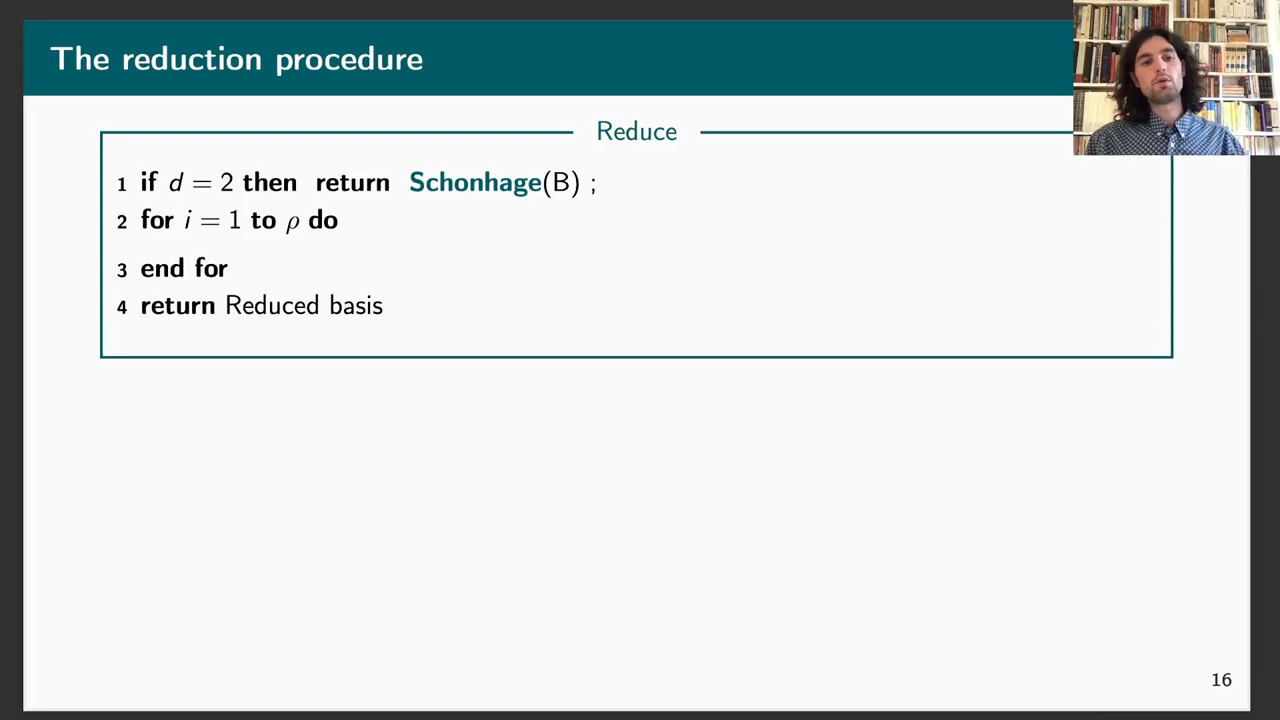 The reduction procedure
Reduce
1 if d = 2 then return Schonhage(B) ;
2 for i = 1 to ρ do
3 end for
4 return Reduced basis
16